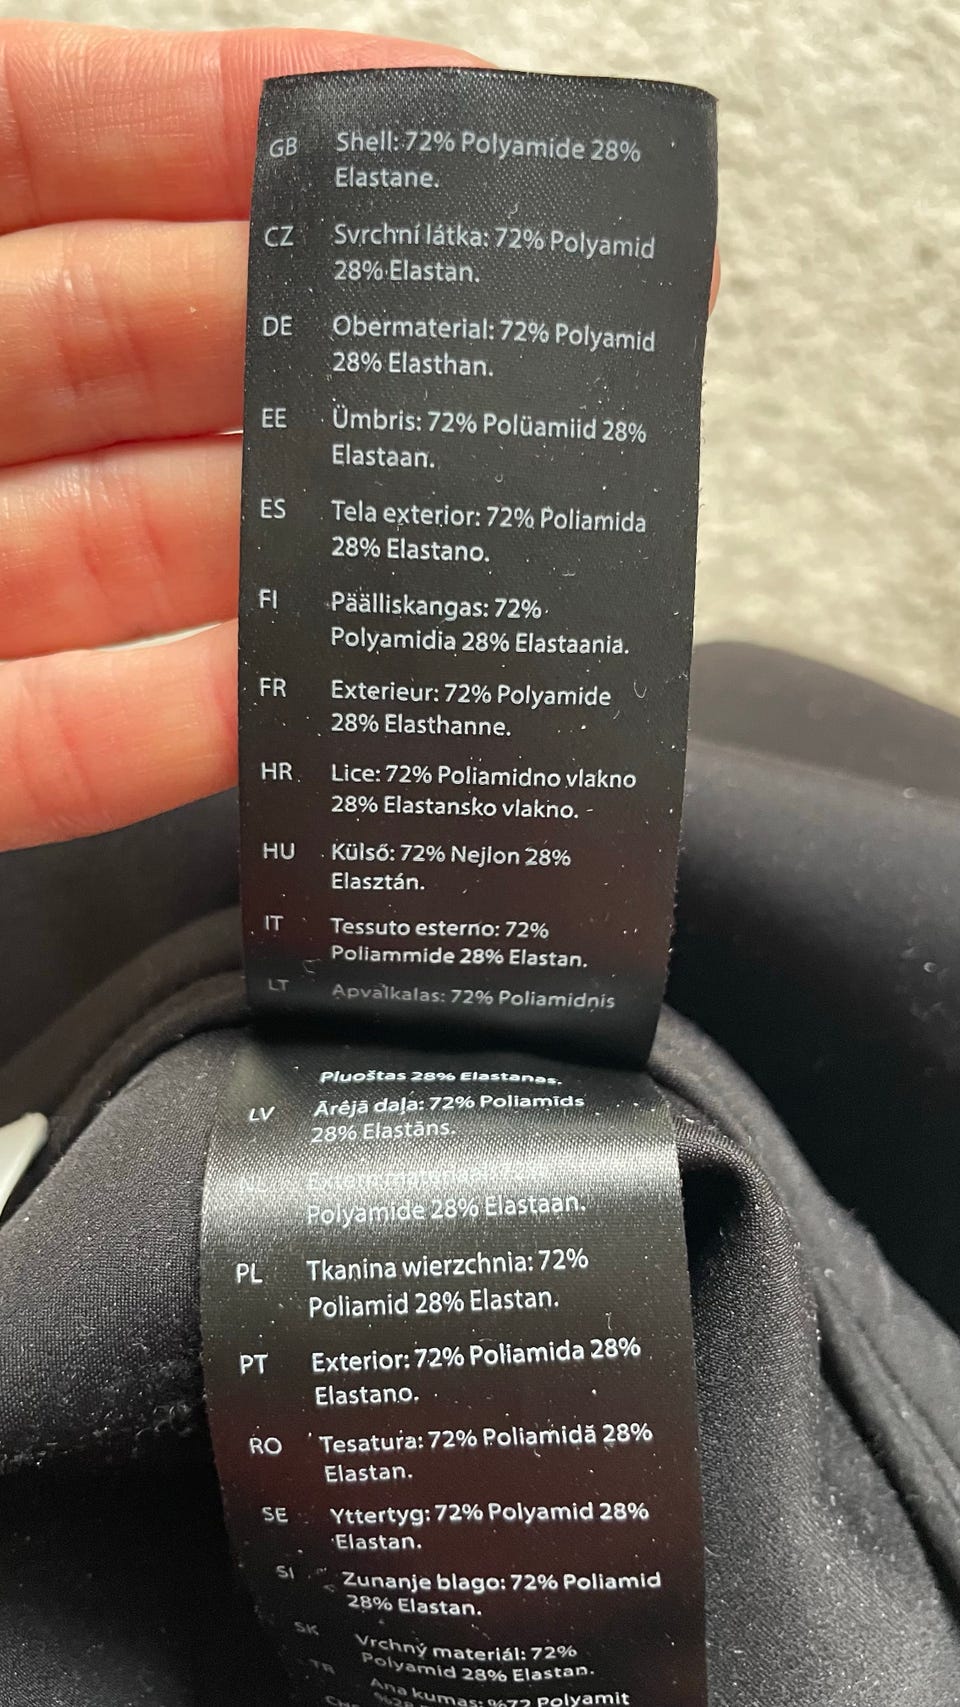 GB Shell: 72% Polyamide 28%
Elastane.
CZ Svrchní látka: 72% Polyamid
28% Elastan.
DE Obermaterial: 72% Polyamid
28% Elasthan.
EE Ümbris: 72% Polüamiid 28%
Elastaan.
ES Tela exterior: 72% Poliamida
28% Elastano.
FI Päälliskangas: 72%
Polyamidia 28% Elastaania.
FR Exterieur: 72% Polyamide
28% Elasthanne.
HR Lice: 72% Poliamidno vlakno
28% Elastansko vlakno.
HU Külső: 72% Nejlon 28%
Elasztán.
IT Tessuto esterno: 72%
Poliammide 28% Elastan.
LT Apvalkalas: 72% Poliamidnis
Pluoštas 28% Elastanas.
LV Ārējā daļa: 72% Poliamīds
28% Elastāns.
NL
Polyamide 28% Elastaan.
PL Tkanina wierzchnia: 72%
Poliamid 28% Elastan.
PT Exterior: 72% Poliamida 28%
Elastano.
RO Tesatura: 72% Poliamidă 28%
Elastan.
SE Yttertyg: 72% Polyamid 28%
Elastan.
SI Zunanje blago: 72% Poliamid
28% Elastan.
SK Vrchný materiál: 72%
Polyamid 28% Elastan.
TR Ana kumas: %72 Polyamit